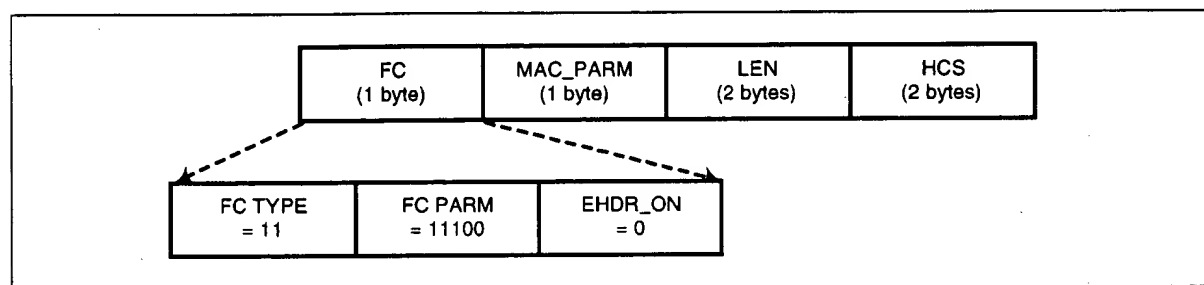 FC
(1 byte)
MAC_PARM
(1 byte)
LEN
(2 bytes)
HCS
(2 bytes)
FC TYPE
= 11
FC PARM
= 11100
EHDR_ON
= 0